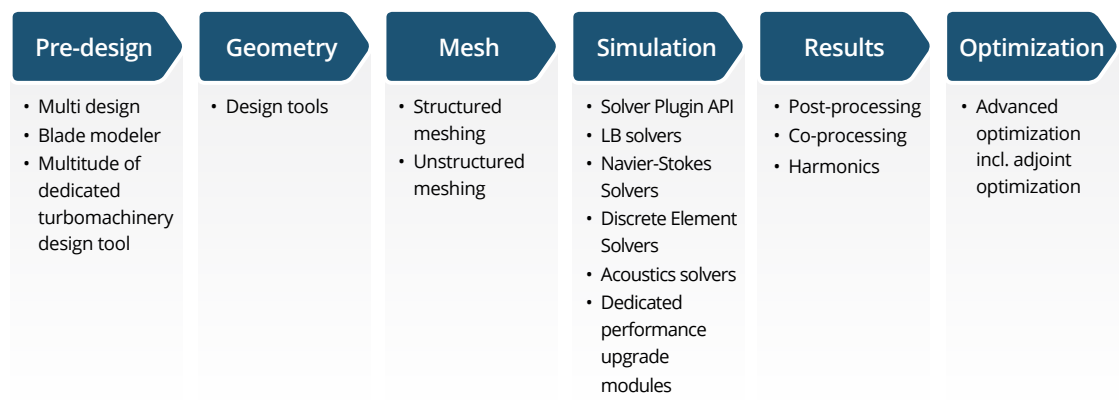 Pre-design
• Multi design
• Blade modeler
• Multitude of
dedicated
turbomachinery
design tool
Geometry
• Design tools
Mesh
• Structured
meshing
• Unstructured
meshing
Simulation
• Solver Plugin API
• LB solvers
• Navier-Stokes
Solvers
• Discrete Element
Solvers
• Acoustics solvers
• Dedicated
performance
upgrade
modules
Results
• Post-processing
• Co-processing
• Harmonics
Optimization
• Advanced
optimization
incl. adjoint
optimization